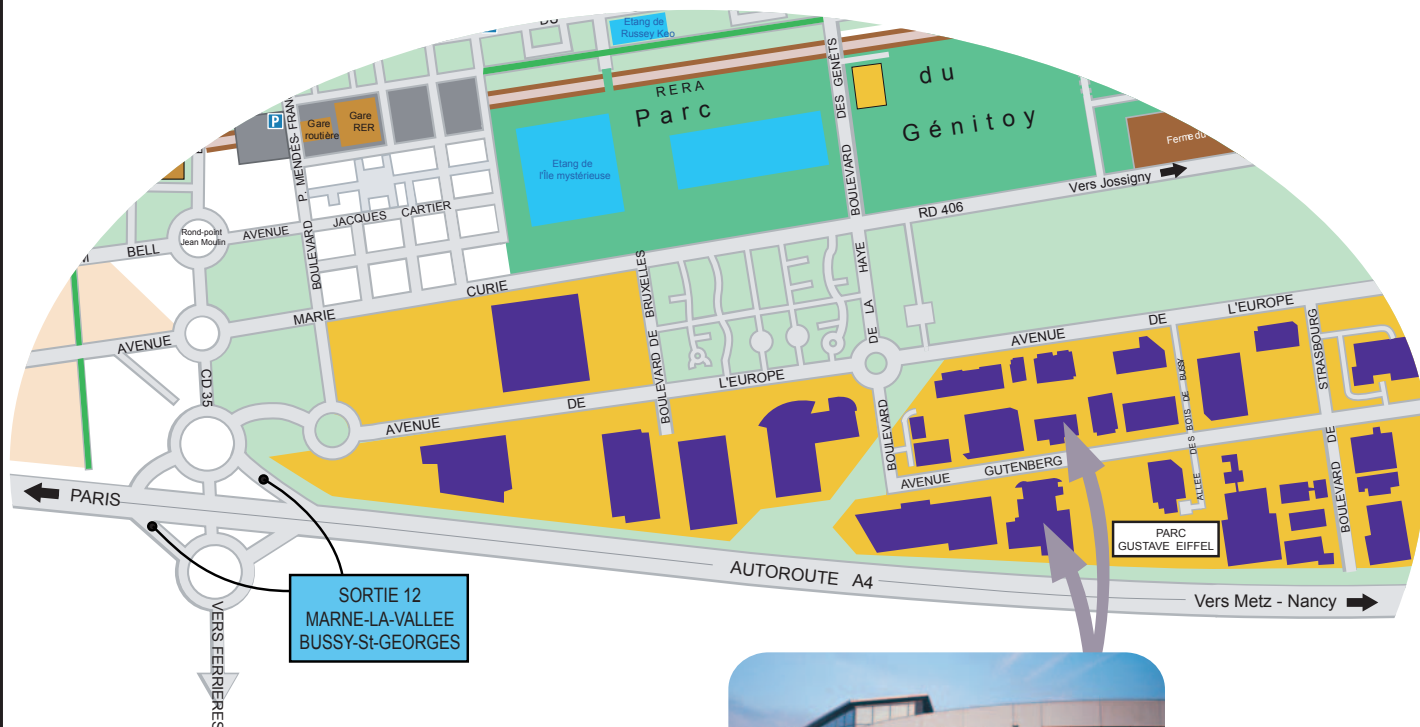 DU
Etang de
Russey Keo
RERA
Parc
du
Génitoy
BOULEVARD DES GENÊTS
P
Gare
routière
Gare
RER
Etang de
l'Île mystérieuse
Ferme du
Vers Jossigny
RD 406
BOULEVARD P. MENDÈS-FRAN
AVENUE JACQUES CARTIER
Rond-point
Jean Moulin
BELL
AVENUE MARIE CURIE
CD 35
BOULEVARD DE BRUXELLES
BOULEVARD DE LA HAYE
AVENUE DE L'EUROPE
AVENUE DE L'EUROPE
ALLEE DES BOIS DE BUSSY
BOULEVARD DE STRASBOURG
AVENUE GUTENBERG
PARC
GUSTAVE EIFFEL
PARIS
AUTOROUTE A4
Vers Metz - Nancy
SORTIE 12
MARNE-LA-VALLEE
BUSSY-St-GEORGES
VERS FERRIERES